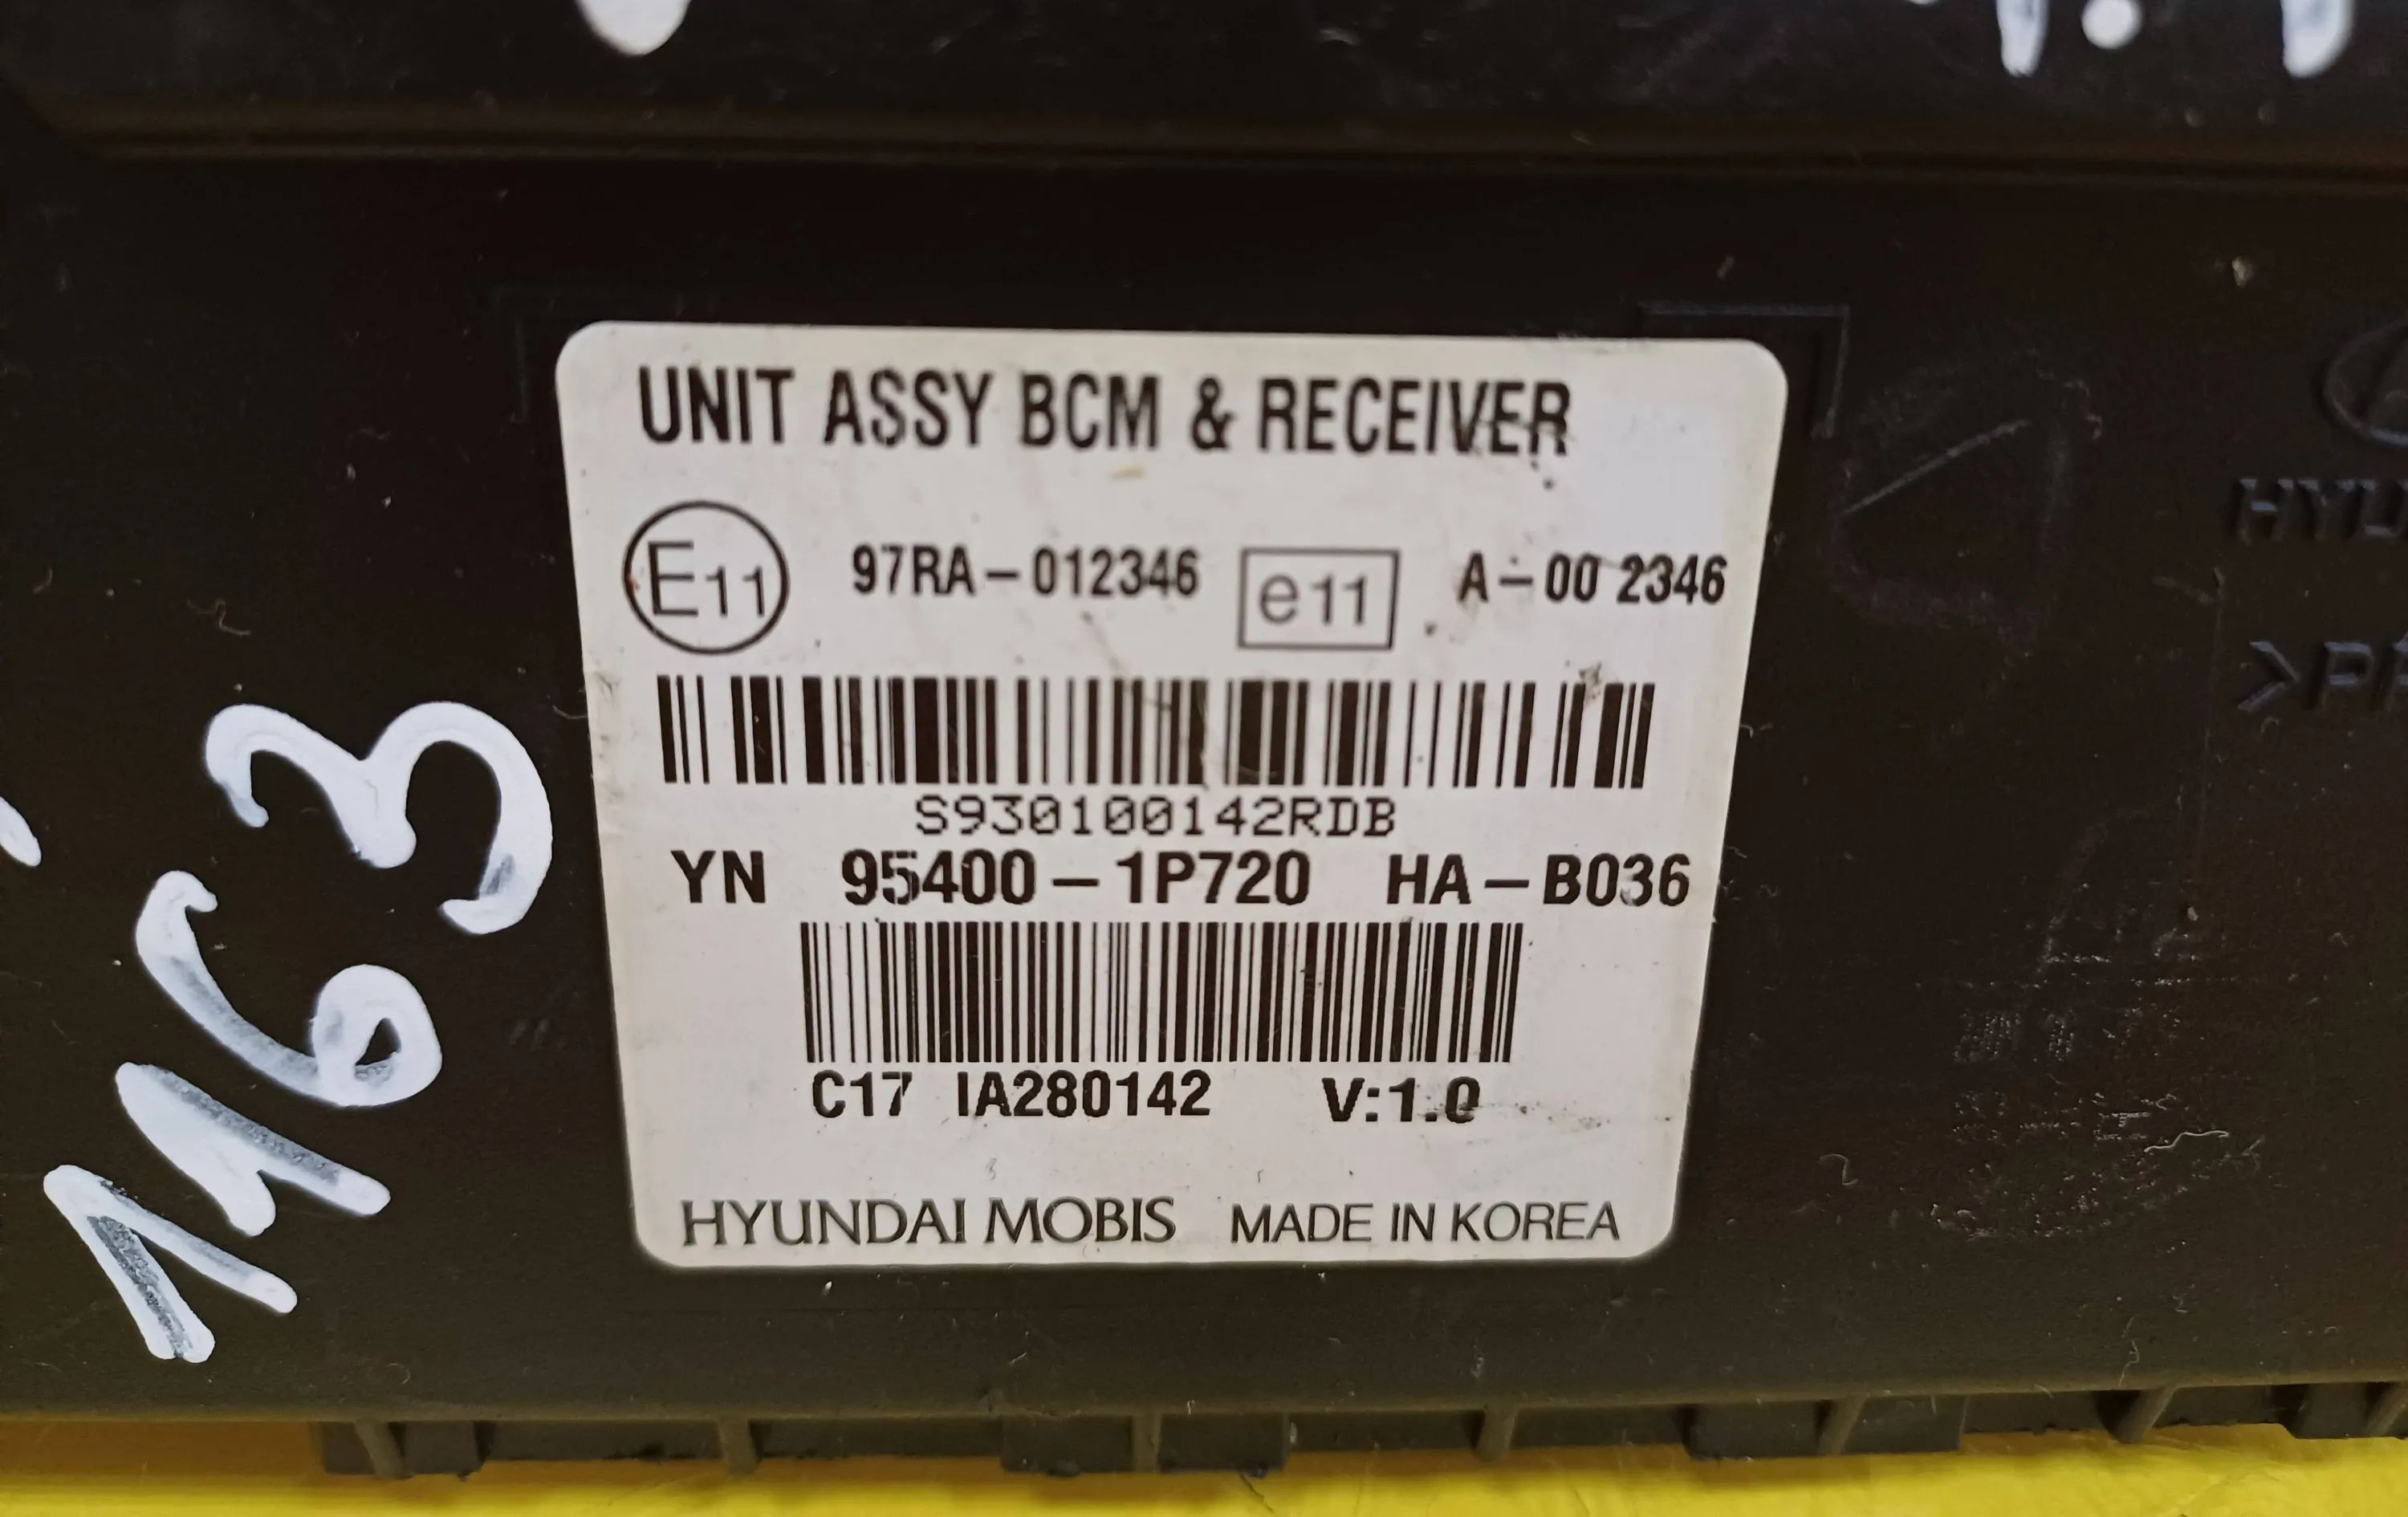 UNIT ASSY BCM & RECEIVER
E11 97RA-012346 e11 A-00 2346
S930100142RDB
YN 95400-1P720 HA-B036
C17 IA280142 V:1.0
HYUNDAI MOBIS MADE IN KOREA
1163